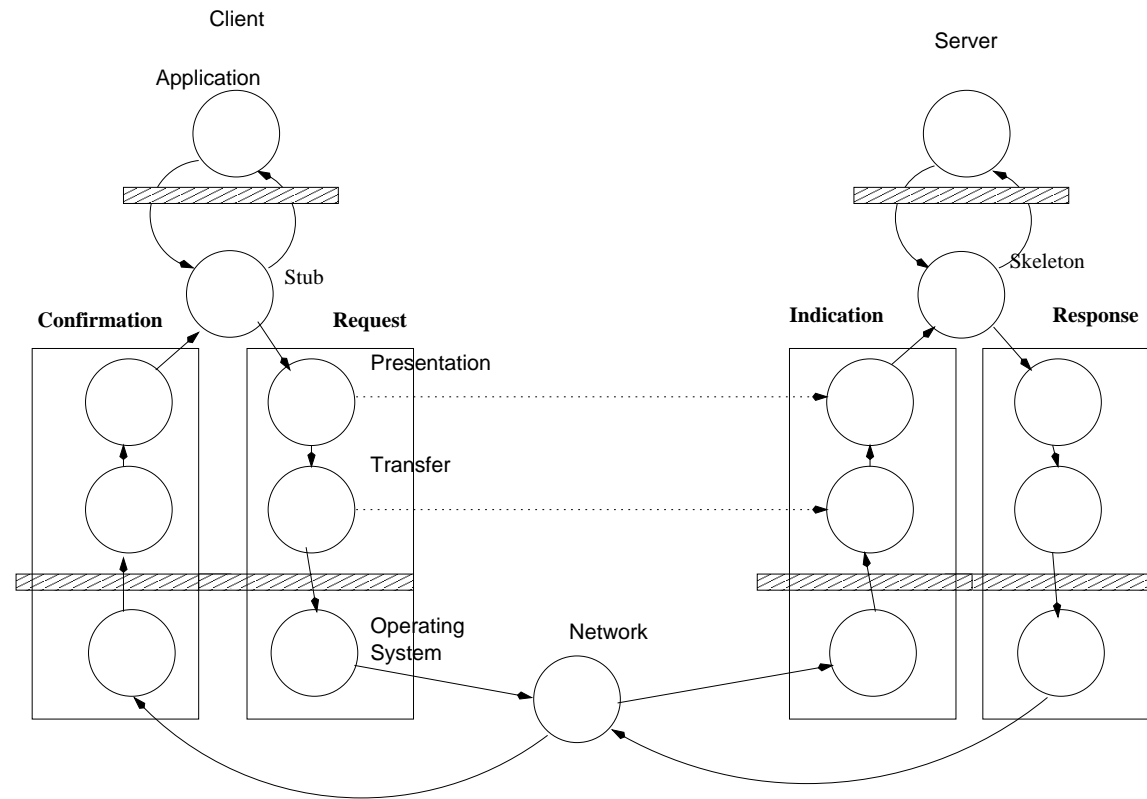 Client
Server
Application
Stub
Skeleton
Confirmation
Request
Indication
Response
Presentation
Transfer
Operating
System
Network